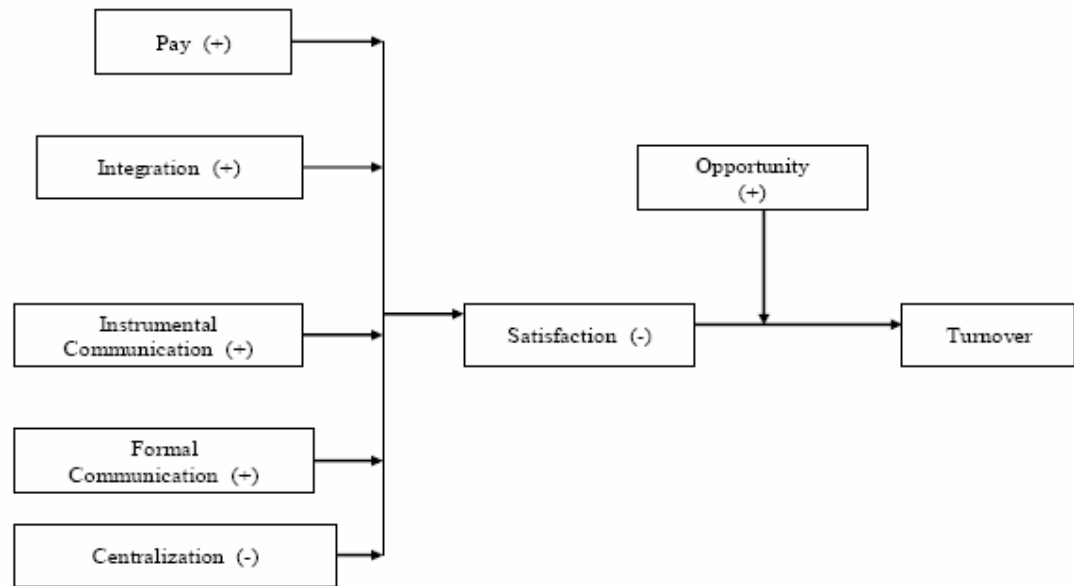 Pay (+)
Integration (+)
Opportunity
(+)
Instrumental
Communication (+)
Satisfaction (-)
Turnover
Formal
Communication (+)
Centralization (-)